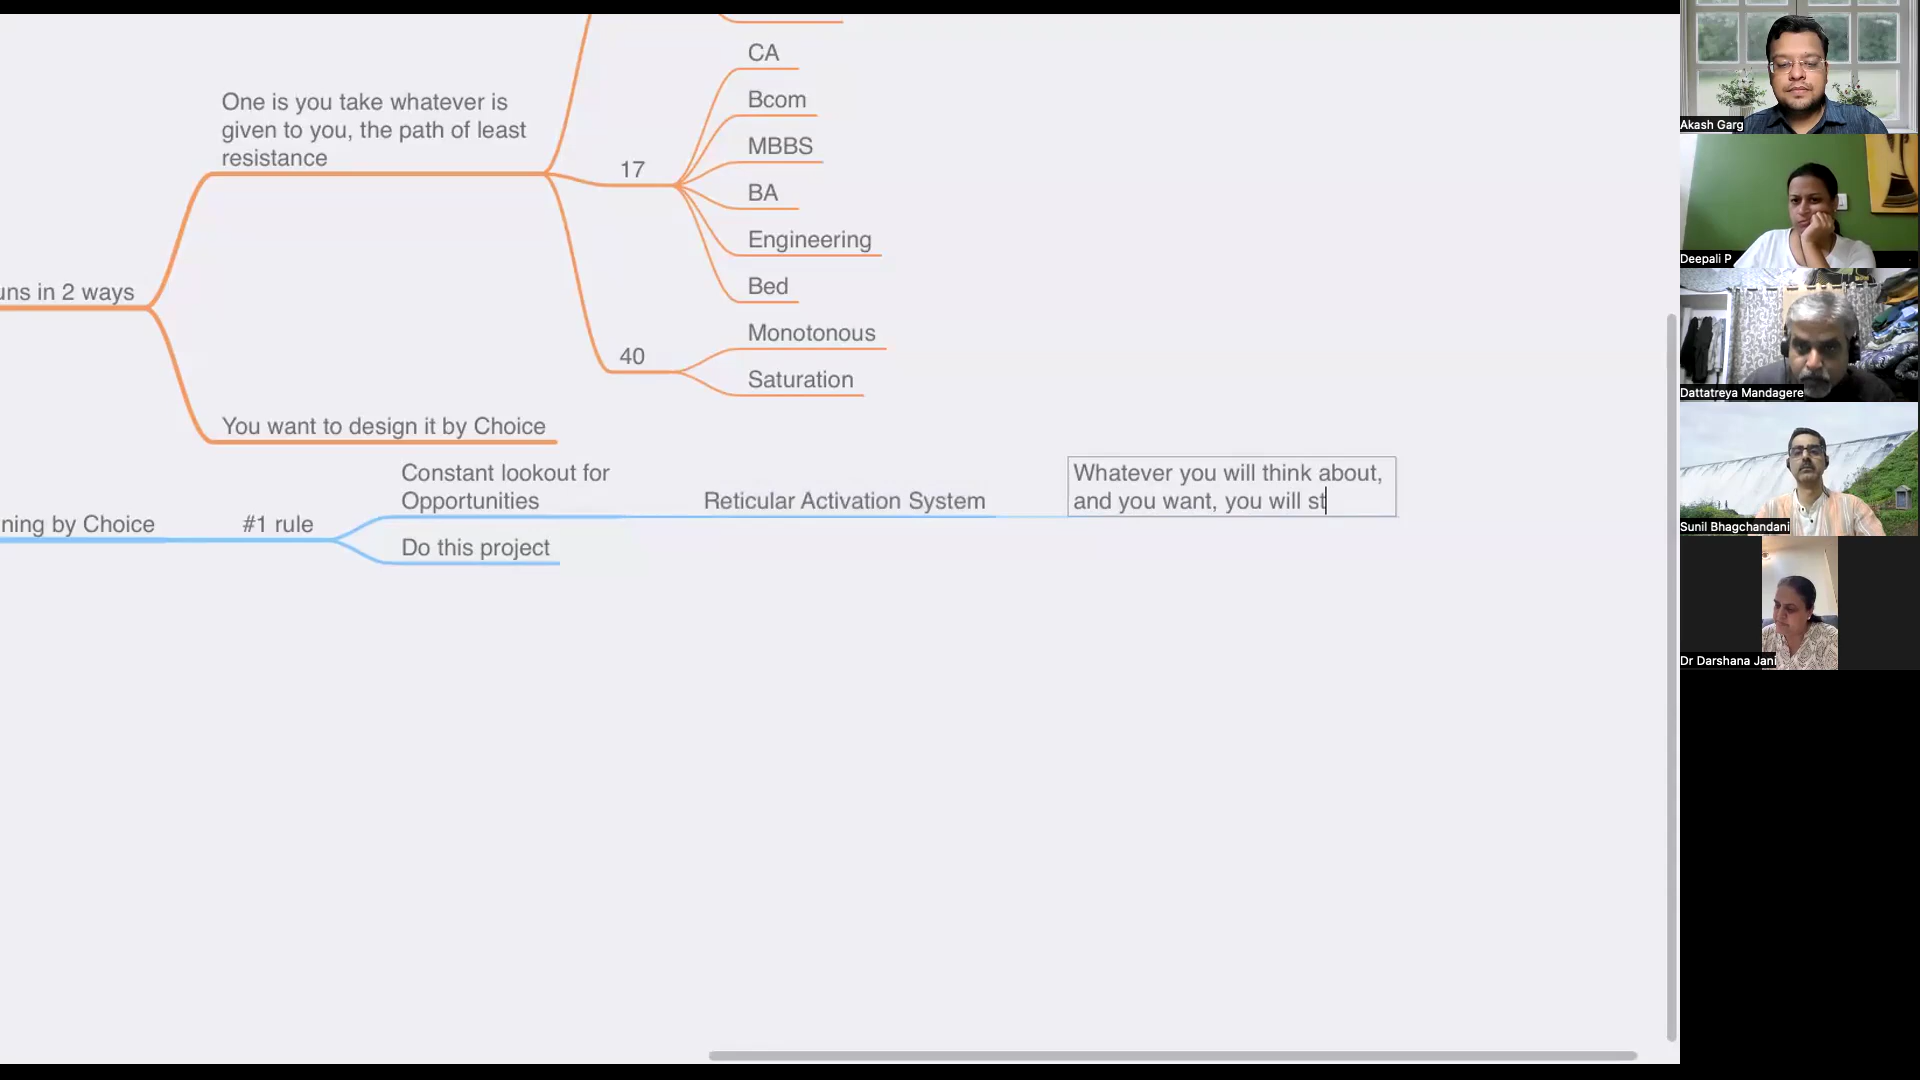 One is you take whatever is
given to you, the path of least
resistance
17
CA
Bcom
MBBS
BA
Engineering
Bed
40
Monotonous
Saturation
uns in 2 ways
You want to design it by Choice
ning by Choice
#1 rule
Constant lookout for
Opportunities
Do this project
Reticular Activation System
Whatever you will think about,
and you want, you will st
Akash Garg
Deepali P
Dattatreya Mandagere
Sunil Bhagchandani
Dr Darshana Jani